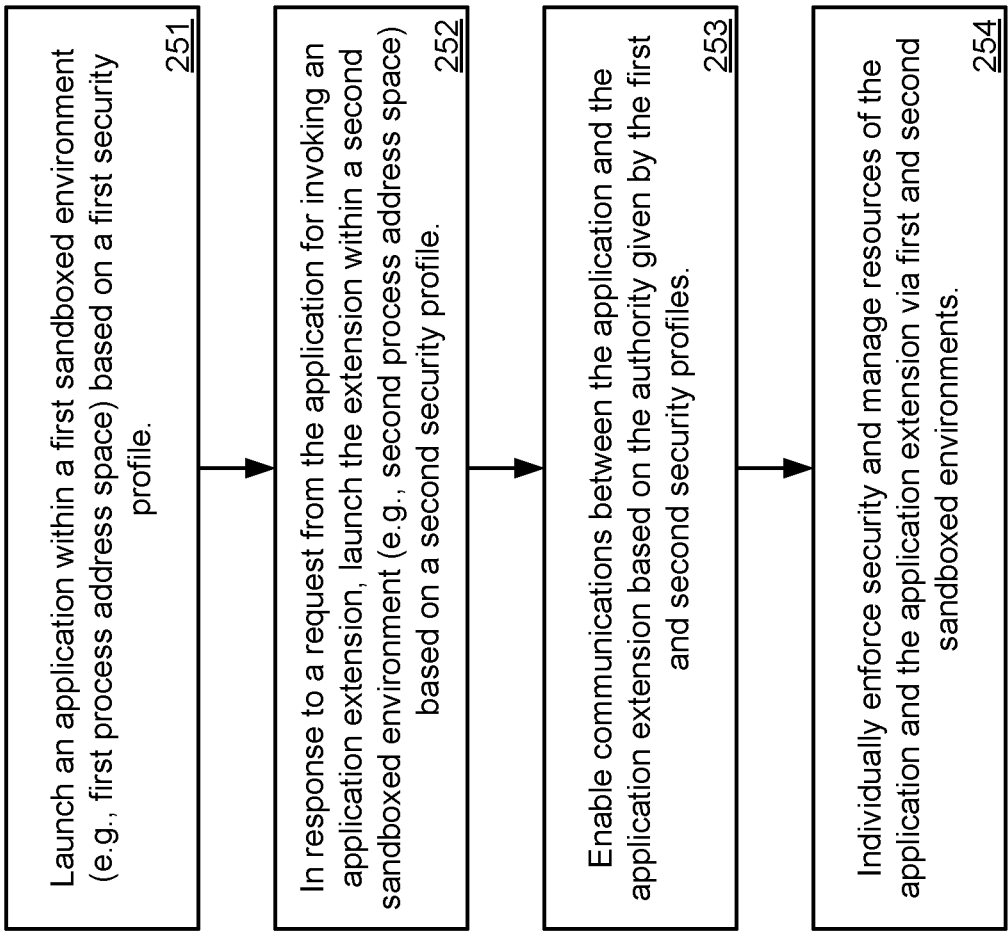 Launch an application within a first sandboxed environment
(e.g., first process address space) based on a first security
profile.
251
In response to a request from the application for invoking an
application extension, launch the extension within a second
sandboxed environment (e.g., second process address space)
based on a second security profile.
252
Enable communications between the application and the
application extension based on the authority given by the first
and second security profiles.
253
Individually enforce security and manage resources of the
application and the application extension via first and second
sandboxed environments.
254